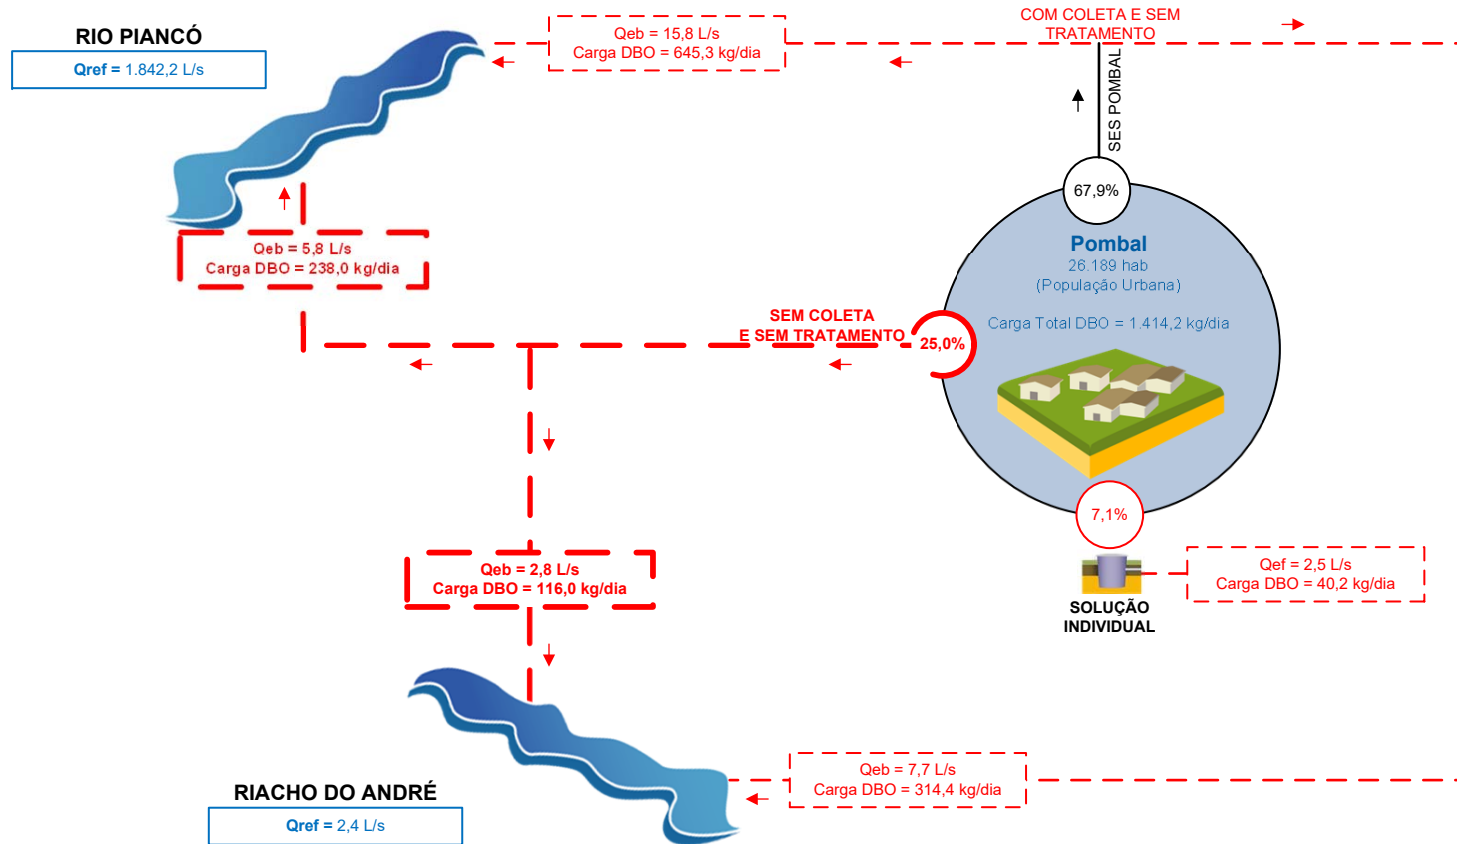 RIO PIANCÓ
Qref = 1.842,2 L/s
Qeb = 15,8 L/s
Carga DBO = 645,3 kg/dia
COM COLETA E SEM
TRATAMENTO
SES POMBAL
67,9%
Pombal
26.189 hab
(População Urbana)
Carga Total DBO = 1.414,2 kg/dia
Qeb = 5,8 L/s
Carga DBO = 238,0 kg/dia
SEM COLETA
E SEM TRATAMENTO
25,0%
7,1%
Qef = 2,5 L/s
Carga DBO = 40,2 kg/dia
SOLUÇÃO
INDIVIDUAL
Qeb = 2,8 L/s
Carga DBO = 116,0 kg/dia
Qeb = 7,7 L/s
Carga DBO = 314,4 kg/dia
RIACHO DO ANDRÉ
Qref = 2,4 L/s